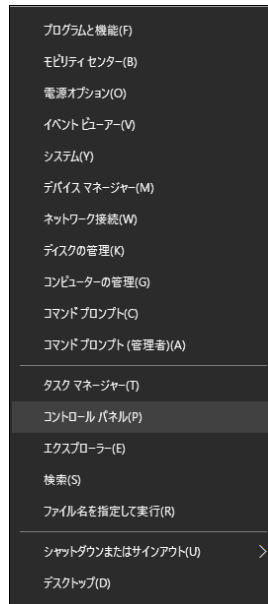 プログラムと機能(F)
モビリティ センター(B)
電源オプション(O)
イベント ビューアー(V)
システム(Y)
デバイス マネージャー(M)
ネットワーク接続(W)
ディスクの管理(K)
コンピューターの管理(G)
コマンド プロンプト(C)
コマンド プロンプト (管理者)(A)
タスク マネージャー(T)
コントロール パネル(P)
エクスプローラー(E)
検索(S)
ファイル名を指定して実行(R)
シャットダウンまたはサインアウト(U)
デスクトップ(D)